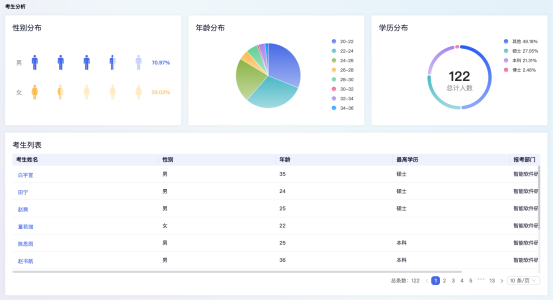 考生分析
性别分布
男
70.97%
女
29.03%
年龄分布
20-22
22-24
24-26
26-28
28-30
30-32
32-34
34-36
学历分布
122
总计人数
其他 49.18%
硕士 27.05%
本科 21.31%
博士 2.46%
考生列表
考生姓名 性别 年龄 最高学历 报考部门
男 35 硕士 智能软件研
田宁 男 24 硕士 智能软件研
赵爽 男 25 硕士 智能软件研
女 22 智能软件研
男 25 本科 智能软件研
男 36 本科 智能软件研
总条数：122 < 1 2 3 4 5 ··· 13 > 10 条/页